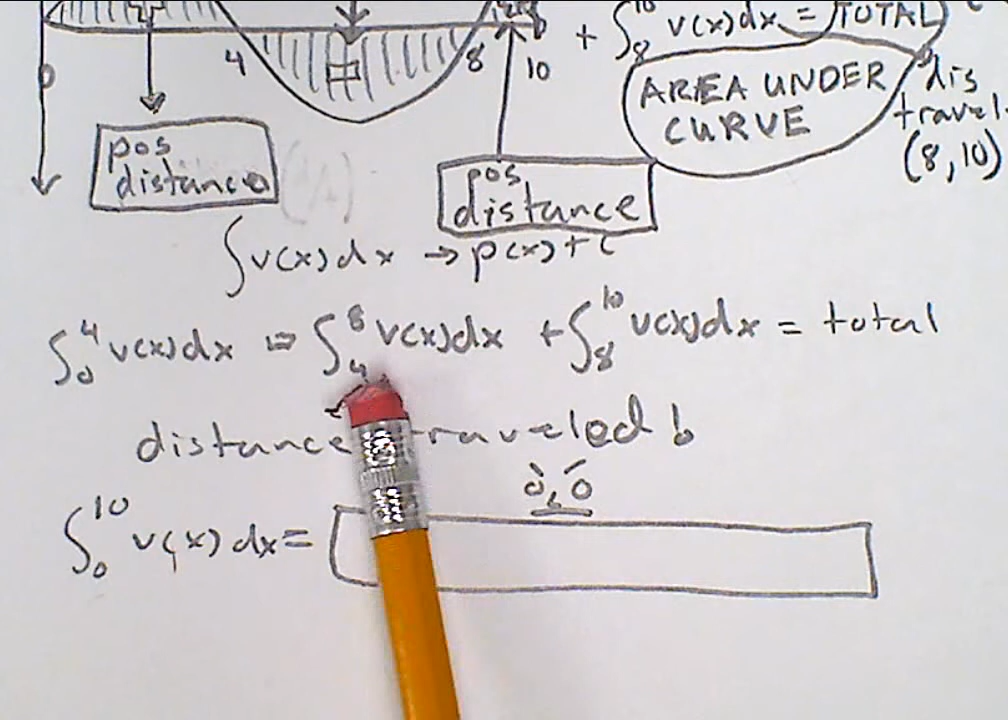 4 8 10 + ∫₈¹⁰ v(x)dx = TOTAL
AREA UNDER
CURVE
dis
travel
(8,10)
pos
distance
pos
distance
∫v(x)dx → p(x)+C
∫₀⁴ v(x)dx = ∫₄⁸ v(x)dx + ∫₈¹⁰ v(x)dx = total
distance traveled!
∫₀¹⁰ v(x)dx =